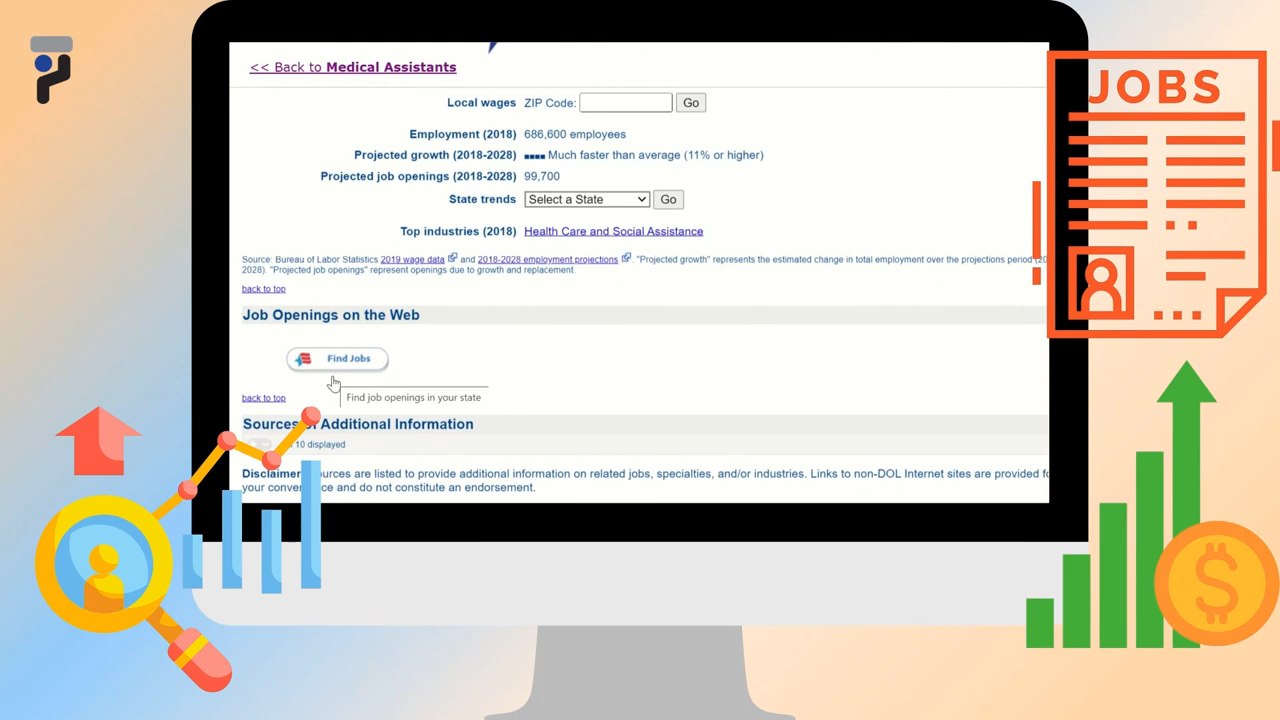 << Back to Medical Assistants
JOBS
Local wages ZIP Code: Go
Employment (2018) 686,600 employees
Projected growth (2018-2028) Much faster than average (11% or higher)
Projected job openings (2018-2028) 99,700
State trends Select a State Go
Top industries (2018) Health Care and Social Assistance
Source: Bureau of Labor Statistics 2019 wage data and 2018-2028 employment projections . "Projected growth" represents the estimated change in total employment over the projections period
2028). "Projected job openings" represent openings due to growth and replacement.
back to top
Job Openings on the Web
Find Jobs
Find job openings in your state
back to top
Sources of Additional Information
10 displayed
Disclaimer: Sources are listed to provide additional information on related jobs, specialties, and/or industries. Links to non-DOL Internet sites are provided
your convenience and do not constitute an endorsement.
$